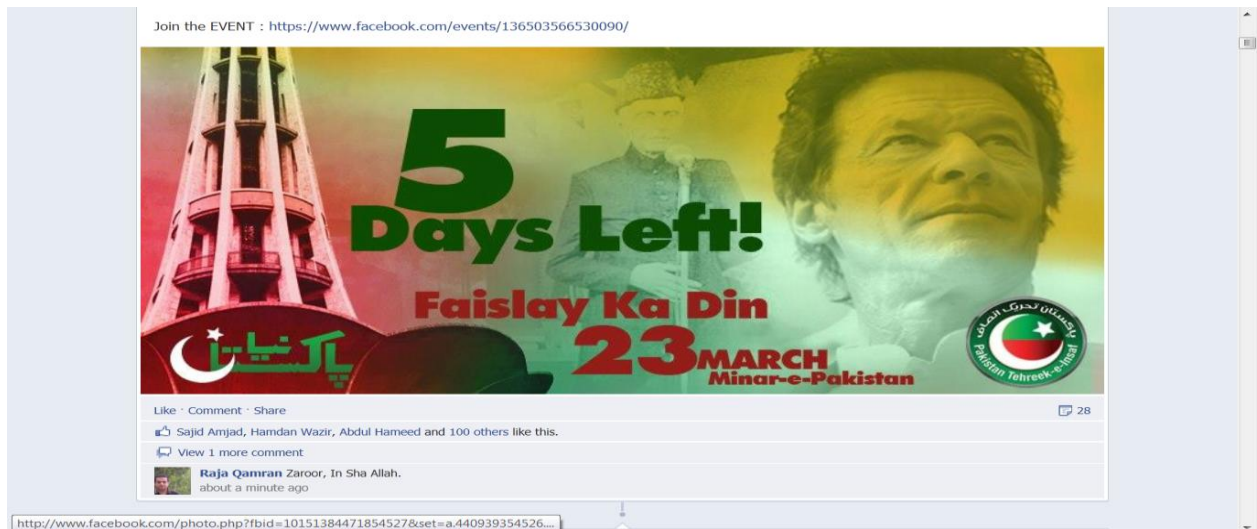 Join the EVENT : https://www.facebook.com/events/136503566530090/
5
Days Left!
Faislay Ka Din
23 MARCH
Minar-e-Pakistan
نیا پاکستان
پاکستان تحریک انصاف
Pakistan Tehreek-e-Insaf
Like · Comment · Share
28
Sajid Amjad, Hamdan Wazir, Abdul Hameed and 100 others like this.
View 1 more comment
Raja Qamran Zaroor, In Sha Allah.
about a minute ago
http://www.facebook.com/photo.php?fbid=10151384471854527&set=a.440939354526....